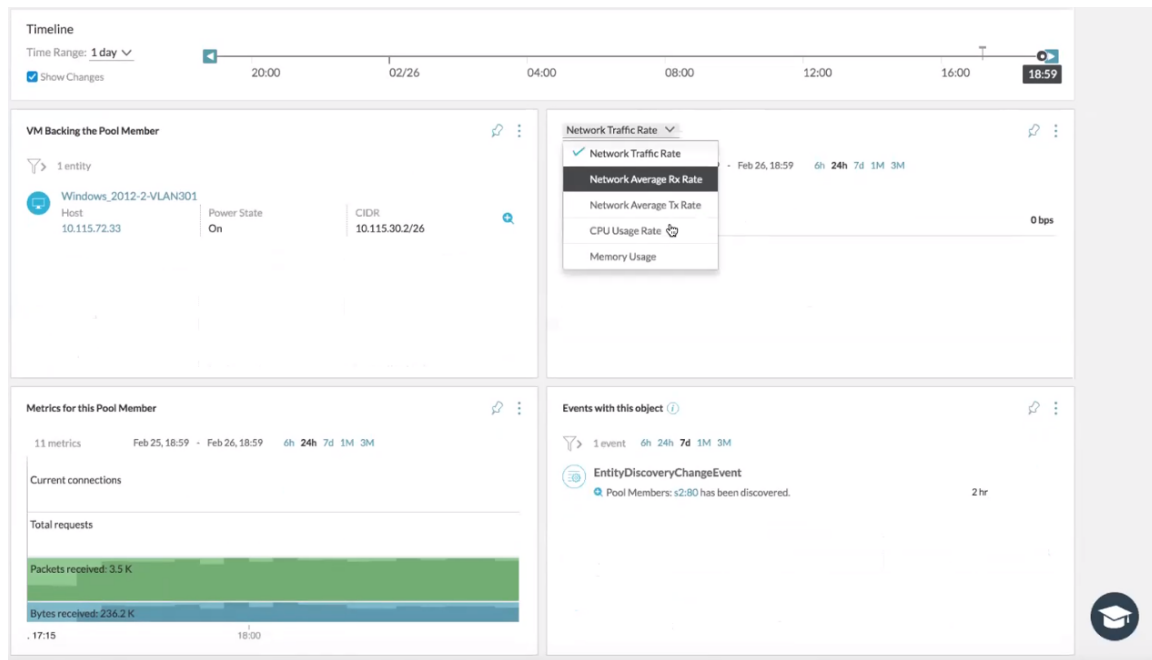 Timeline
Time Range: 1 day
Show Changes
20:00 02/26 04:00 08:00 12:00 16:00 18:59
VM Backing the Pool Member
1 entity
Windows_2012-2-VLAN301
Host Power State CIDR
10.115.72.33 On 10.115.30.2/26
Network Traffic Rate
Network Traffic Rate
Network Average Rx Rate
Network Average Tx Rate
CPU Usage Rate
Memory Usage
- Feb 26, 18:59 6h 24h 7d 1M 3M
0 bps
Metrics for this Pool Member
11 metrics Feb 25, 18:59 - Feb 26, 18:59 6h 24h 7d 1M 3M
Current connections
Total requests
Packets received: 3.5 K
Bytes received: 236.2 K
. 17:15 18:00
Events with this object
1 event 6h 24h 7d 1M 3M
EntityDiscoveryChangeEvent
Pool Members: s2:80 has been discovered. 2 hr